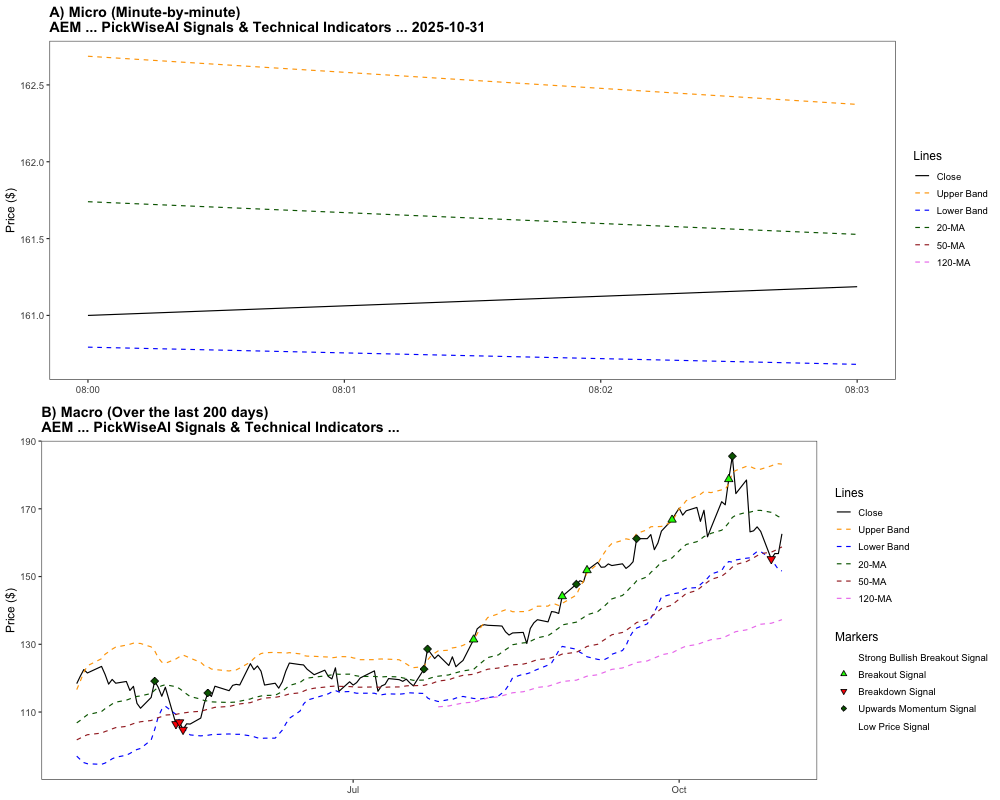 A) Micro (Minute-by-minute)
AEM ... PickWiseAI Signals & Technical Indicators ... 2025-10-31
Price ($)
162.5
162.0
161.5
161.0
08:00
08:01
08:02
08:03
Lines
Close
Upper Band
Lower Band
20-MA
50-MA
120-MA
B) Macro (Over the last 200 days)
AEM ... PickWiseAI Signals & Technical Indicators ...
Price ($)
190
170
150
130
110
Jul
Oct
Lines
Close
Upper Band
Lower Band
20-MA
50-MA
120-MA
Markers
Strong Bullish Breakout Signal
Breakout Signal
Breakdown Signal
Upwards Momentum Signal
Low Price Signal